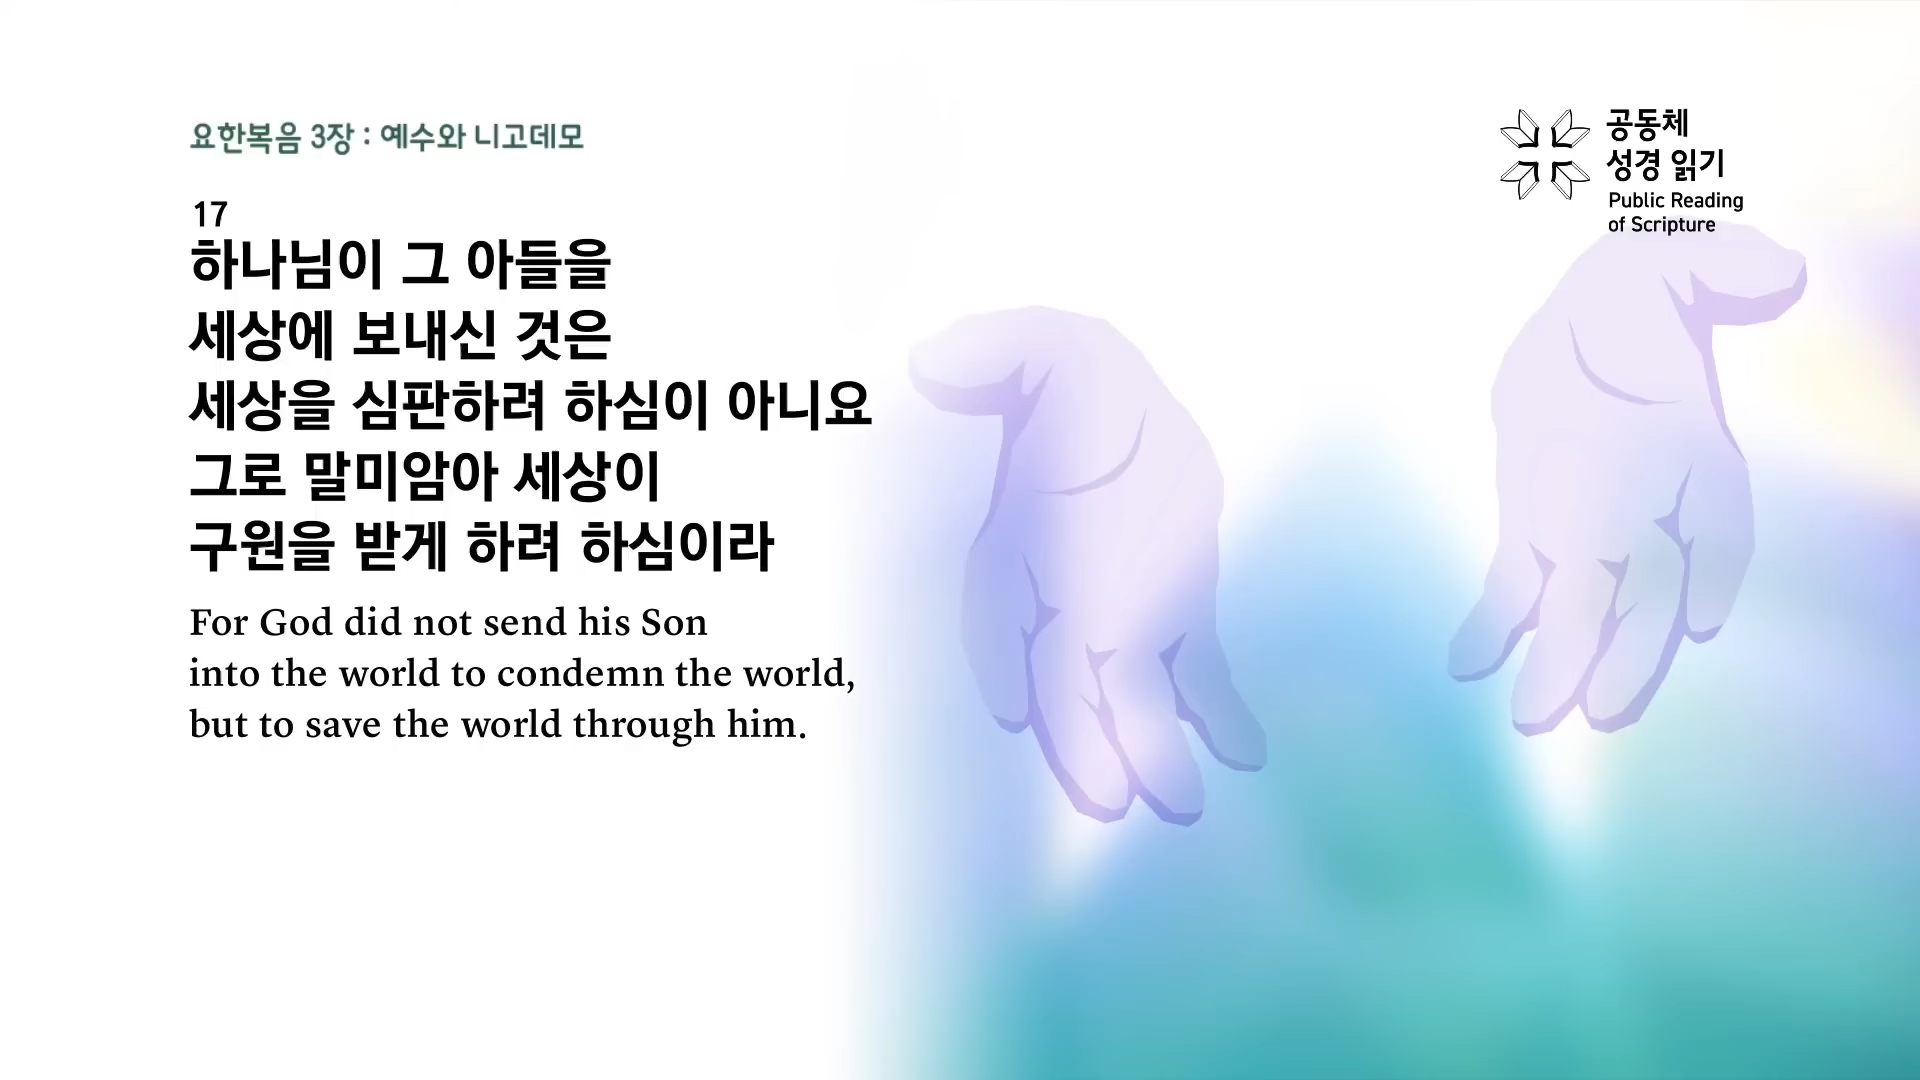 요한복음 3장 : 예수와 니고데모
17
하나님이 그 아들을
세상에 보내신 것은
세상을 심판하려 하심이 아니요
그로 말미암아 세상이
구원을 받게 하려 하심이라
For God did not send his Son
into the world to condemn the world,
but to save the world through him.
공동체
성경 읽기
Public Reading
of Scripture